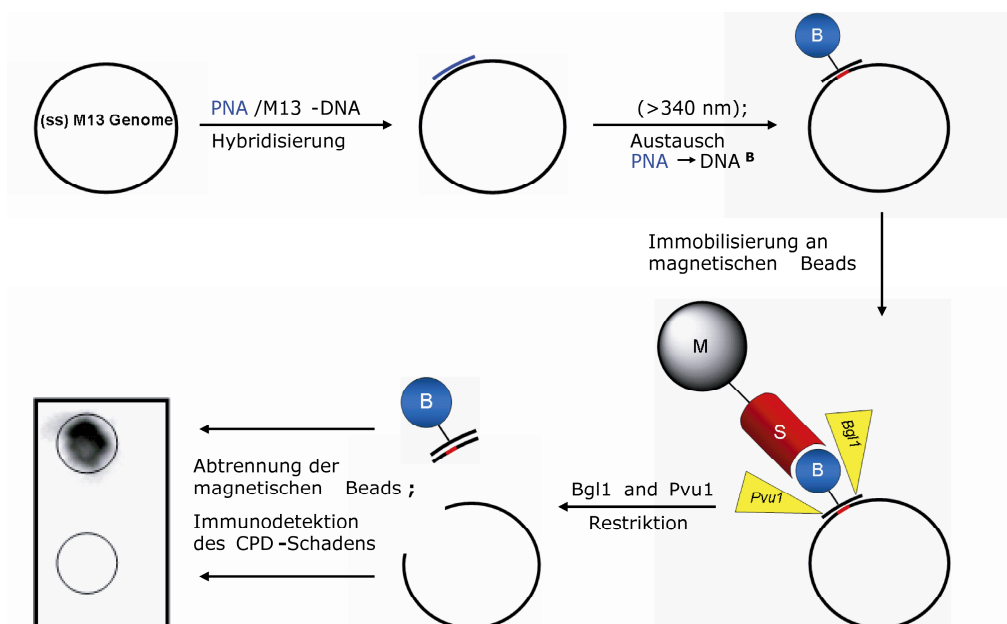 (ss) M13 Genome
PNA /M13 -DNA
Hybridisierung
(>340 nm);
Austausch
PNA → DNA B
B
Immobilisierung an
magnetischen Beads
M
S
B
Bgl1
Pvu1
Bgl1 and Pvu1
Restriktion
B
Abtrennung der
magnetischen Beads ;
Immunodetektion
des CPD -Schadens